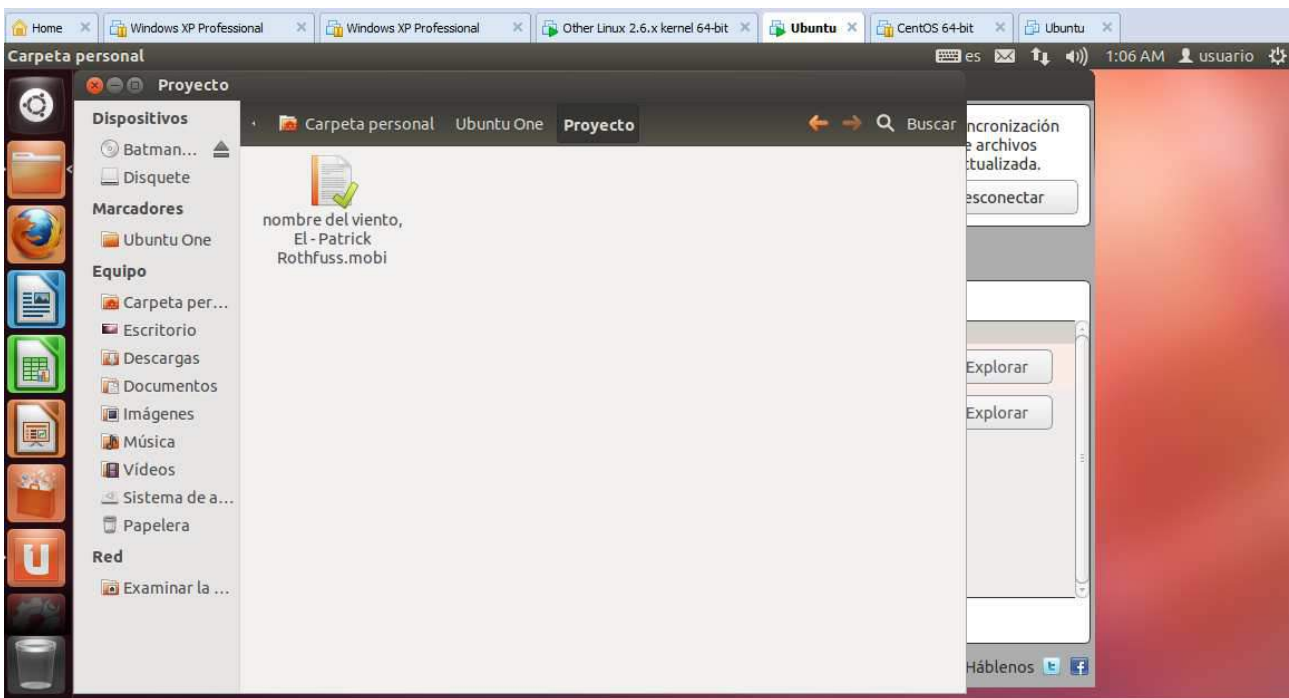 Home
Windows XP Professional
Windows XP Professional
Other Linux 2.6.x kernel 64-bit
Ubuntu
CentOS 64-bit
Ubuntu
Carpeta personal
es
1:06 AM
usuario
Proyecto
Dispositivos
Batman...
Disquete
Marcadores
Ubuntu One
Equipo
Carpeta per...
Escritorio
Descargas
Documentos
Imágenes
Música
Vídeos
Sistema de a...
Papelera
Red
Examinar la ...
Carpeta personal
Ubuntu One
Proyecto
Buscar
nombre del viento,
El - Patrick
Rothfuss.mobi
ncronización
e archivos
ctualizada.
esconectar
Explorar
Explorar
Háblenos